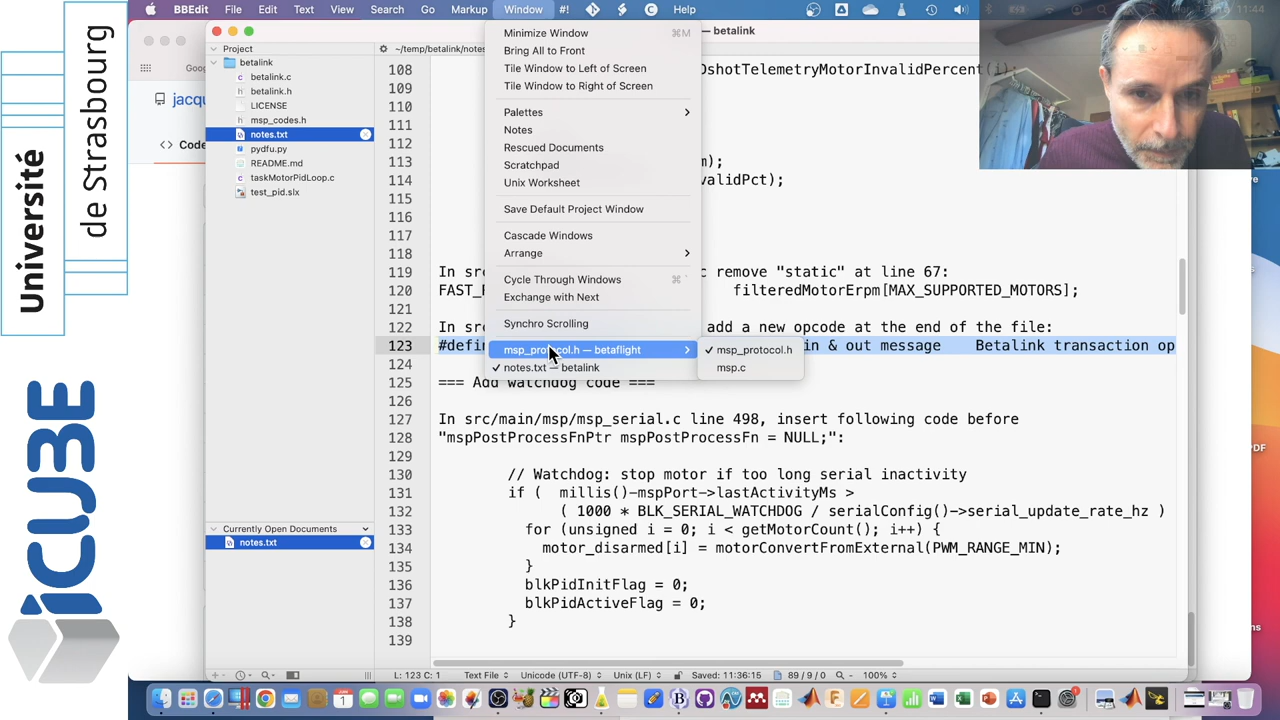 Université
de Strasbourg
iCUBE
BBEdit File Edit Text View Search Go Markup Window #! Help
11:44
— betalink
Project
betalink
betalink.c
betalink.h
LICENSE
msp_codes.h
notes.txt
pydfu.py
README.md
taskMotorPidLoop.c
test_pid.slx
Currently Open Documents
notes.txt
Goo
jacqu
<> Code
~/temp/betalink/notes
Minimize Window ⌘M
Bring All to Front
Tile Window to Left of Screen
Tile Window to Right of Screen
Palettes
Notes
Rescued Documents
Scratchpad
Unix Worksheet
Save Default Project Window
Cascade Windows
Arrange
Cycle Through Windows ⌘`
Exchange with Next
Synchro Scrolling
msp_protocol.h — betaflight
notes.txt — betalink
msp_protocol.h
msp.c
108 DshotTelemetryMotorInvalidPercent(i);
109
110
111
112
113 m);
114 validPct);
115
116
117
118
119 In src c remove "static" at line 67:
120 FAST_R filteredMotorErpm[MAX_SUPPORTED_MOTORS];
121
122 In src add a new opcode at the end of the file:
123 #defin in & out message Betalink transaction op
124
125 === Add watchdog code ===
126
127 In src/main/msp/msp_serial.c line 498, insert following code before
128 "mspPostProcessFnPtr mspPostProcessFn = NULL;":
129
130 // Watchdog: stop motor if too long serial inactivity
131 if ( millis()-mspPort->lastActivityMs >
132 ( 1000 * BLK_SERIAL_WATCHDOG / serialConfig()->serial_update_rate_hz )
133 for (unsigned i = 0; i < getMotorCount(); i++) {
134 motor_disarmed[i] = motorConvertFromExternal(PWM_RANGE_MIN);
135 }
136 blkPidInitFlag = 0;
137 blkPidActiveFlag = 0;
138 }
139
L: 123 C: 1 Text File Unicode (UTF-8) Unix (LF) Saved: 11:36:15 89 / 9 / 0 100%